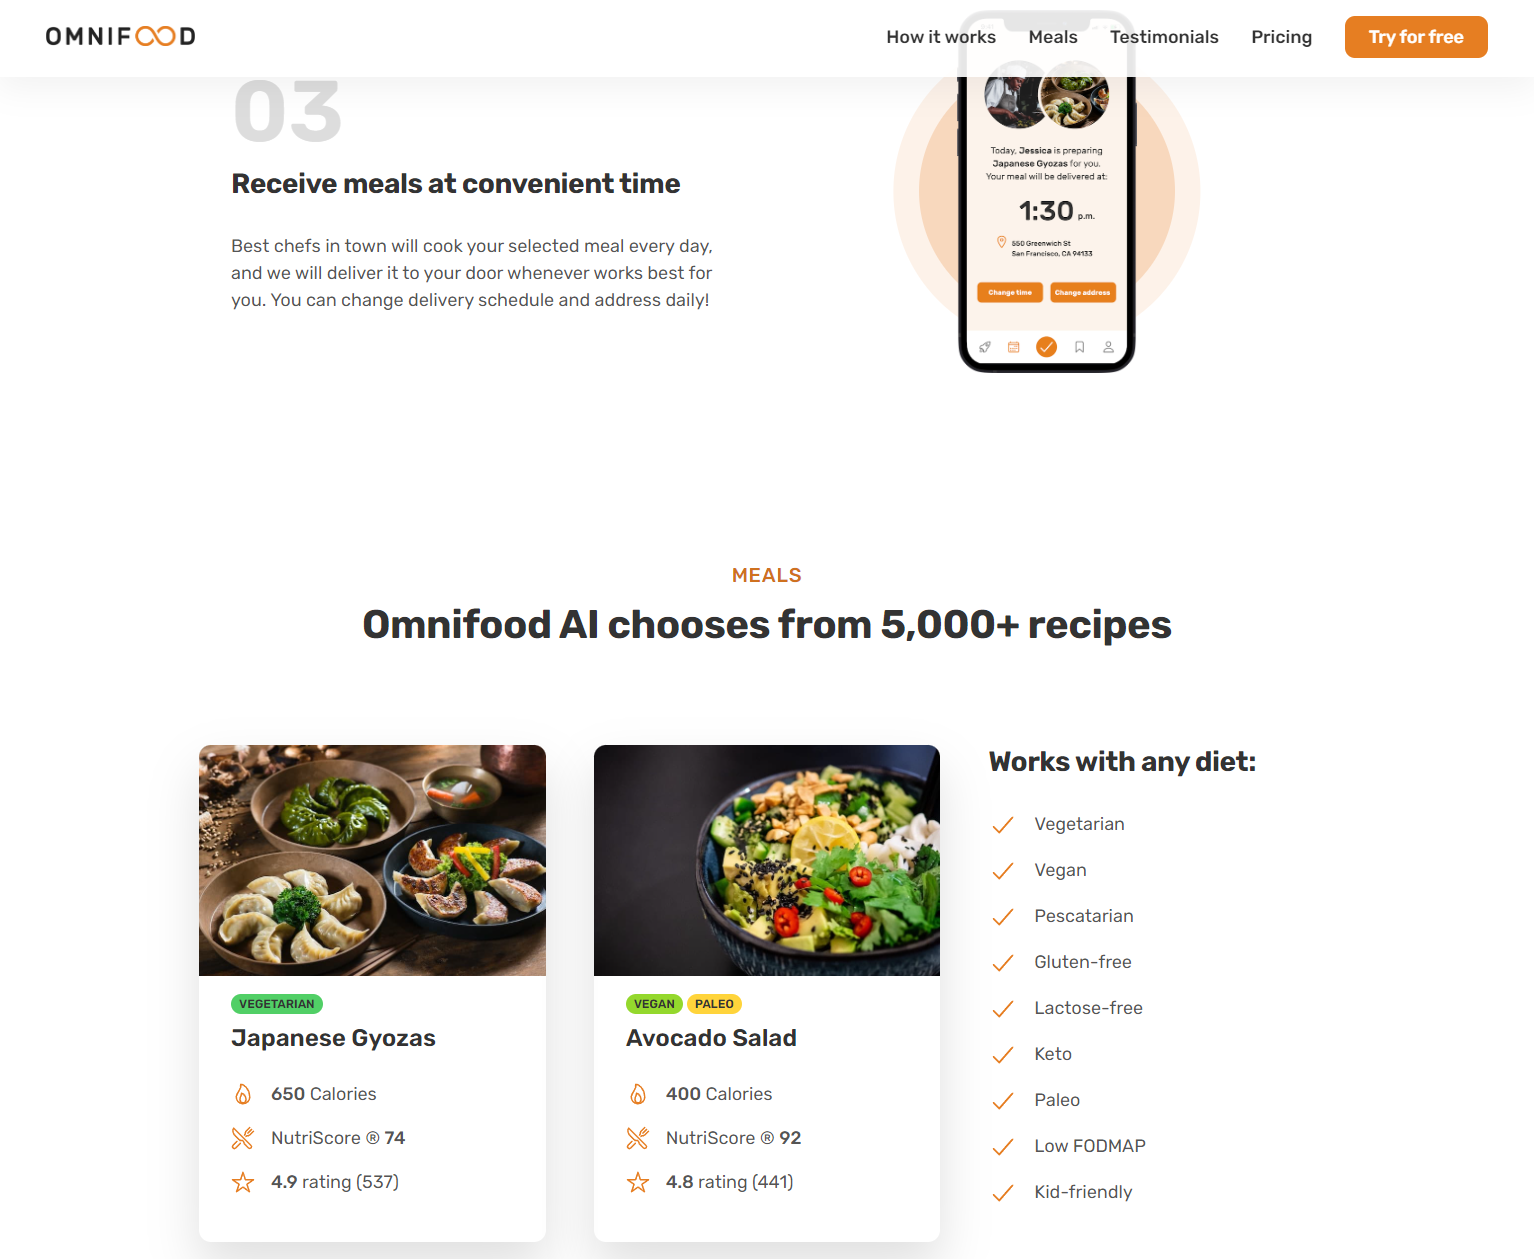 OMNIFOOD
How it works
Meals
Testimonials
Pricing
Try for free
03
Receive meals at convenient time
Best chefs in town will cook your selected meal every day,
and we will deliver it to your door whenever works best for
you. You can change delivery schedule and address daily!
Today, Jessica is preparing
Japanese Gyozas for you.
Your meal will be delivered at:
1:30 p.m.
550 Greenwich St
San Francisco, CA 94133
Change time
Change address
MEALS
Omnifood AI chooses from 5,000+ recipes
VEGETARIAN
Japanese Gyozas
650 Calories
NutriScore ® 74
4.9 rating (537)
VEGAN
PALEO
Avocado Salad
400 Calories
NutriScore ® 92
4.8 rating (441)
Works with any diet:
Vegetarian
Vegan
Pescatarian
Gluten-free
Lactose-free
Keto
Paleo
Low FODMAP
Kid-friendly